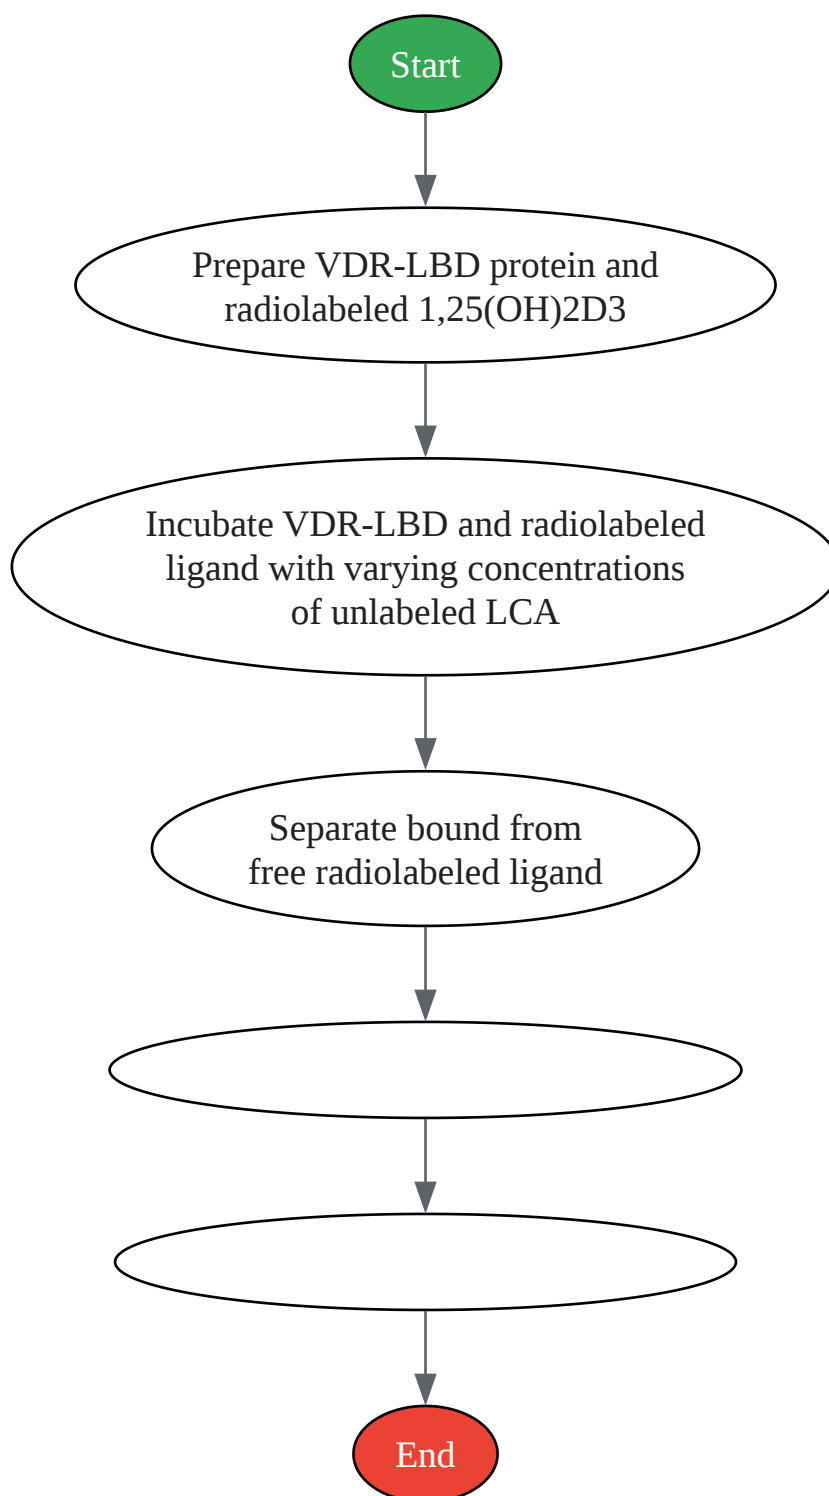 Start
Prepare VDR-LBD protein and
radiolabeled 1,25(OH)2D3
Incubate VDR-LBD and radiolabeled
ligand with varying concentrations
of unlabeled LCA
Separate bound from
free radiolabeled ligand
End